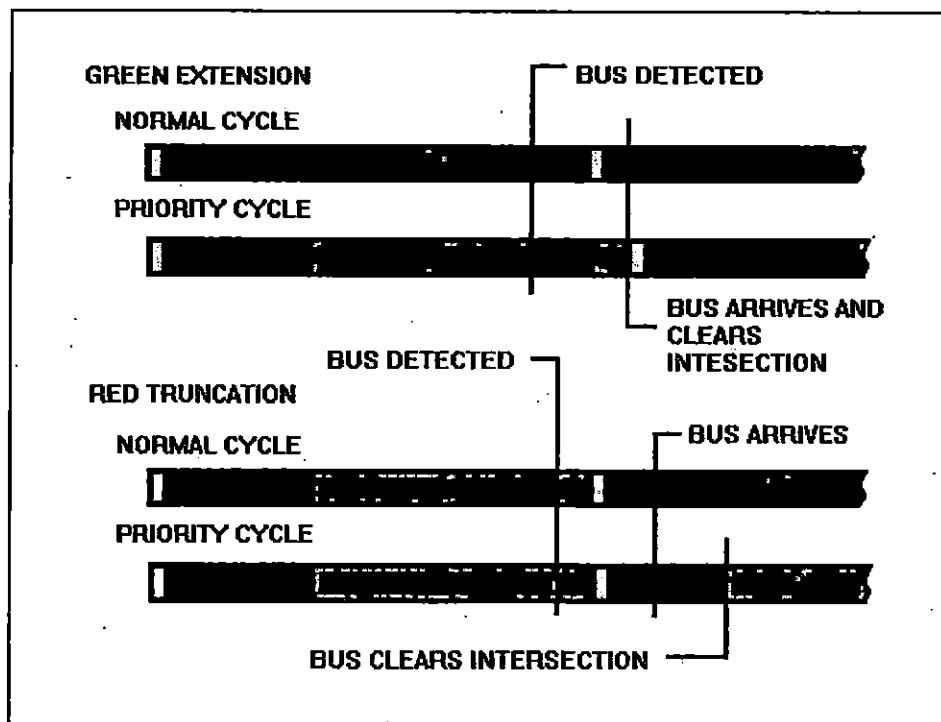 GREEN EXTENSION
BUS DETECTED
NORMAL CYCLE
PRIORITY CYCLE
BUS ARRIVES AND
CLEARS
INTESECTION
BUS DETECTED
RED TRUNCATION
BUS ARRIVES
NORMAL CYCLE
PRIORITY CYCLE
BUS CLEARS INTERSECTION